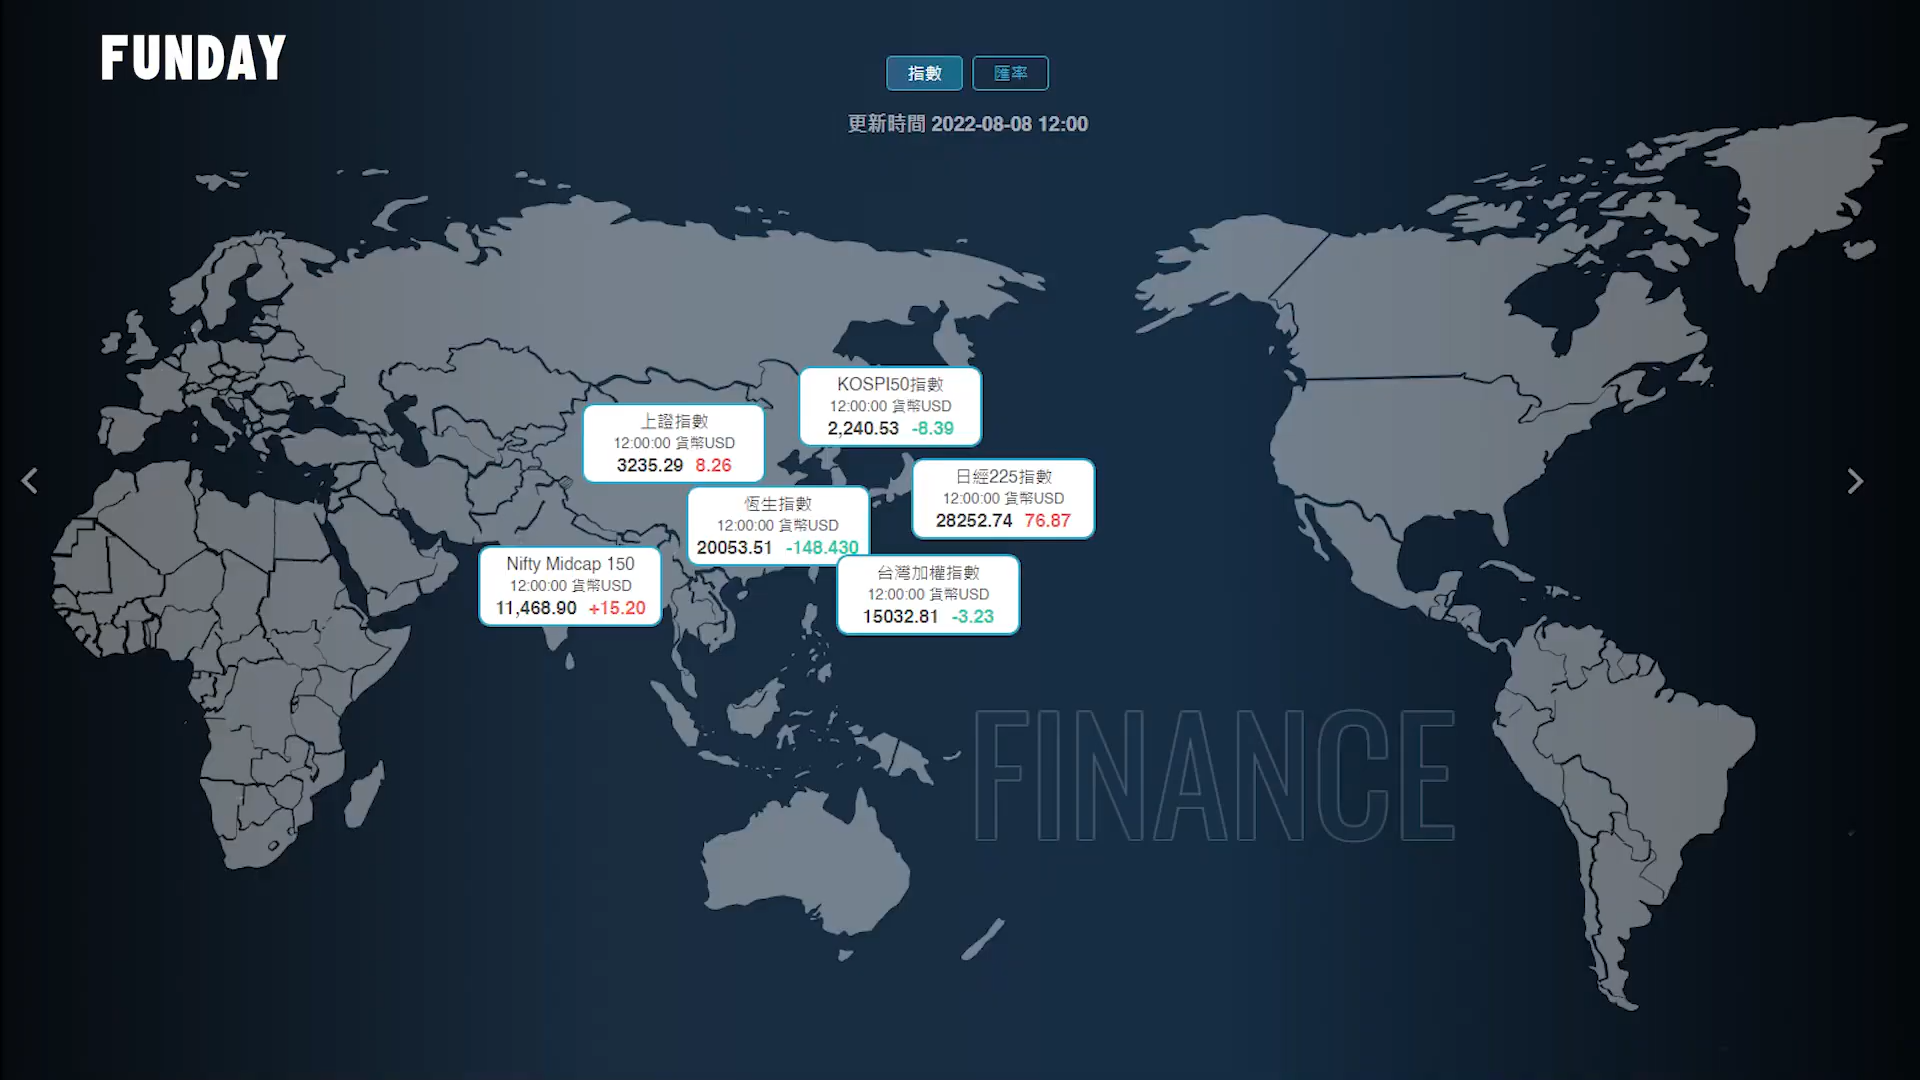 FUNDAY
指數
匯率
更新時間 2022-08-08 12:00
KOSPI50指數
12:00:00 貨幣USD
2,240.53 -8.39
上證指數
12:00:00 貨幣USD
3235.29 8.26
日經225指數
12:00:00 貨幣USD
28252.74 76.87
恆生指數
12:00:00 貨幣USD
20053.51 -148.430
Nifty Midcap 150
12:00:00 貨幣USD
11,468.90 +15.20
台灣加權指數
12:00:00 貨幣USD
15032.81 -3.23
FINANCE